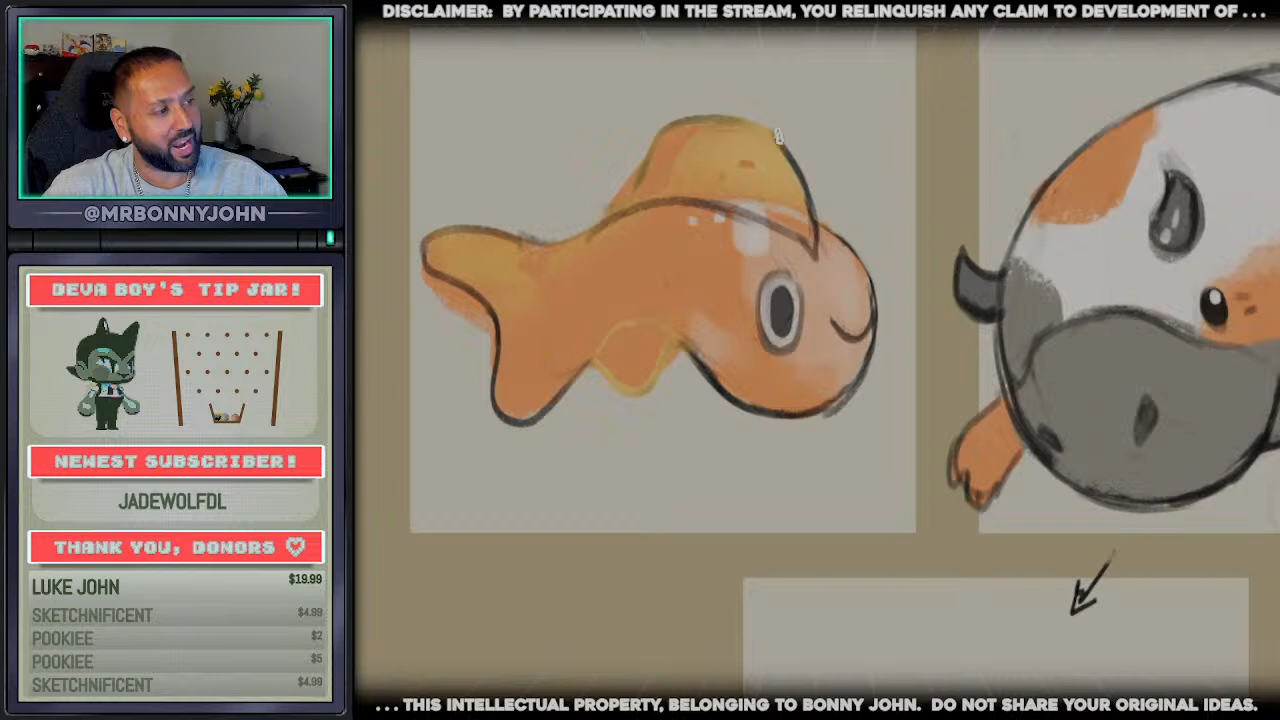 DISCLAIMER: BY PARTICIPATING IN THE STREAM, YOU RELINQUISH ANY CLAIM TO DEVELOPMENT OF . . .
@MRBONNYJOHN
DEVA BOY'S TIP JAR!
NEWEST SUBSCRIBER!
JADEWOLFDL
THANK YOU, DONORS
LUKE JOHN $19.99
SKETCHNIFICENT $4.99
POOKIEE $2
POOKIEE $5
SKETCHNIFICENT $4.99
. . . THIS INTELLECTUAL PROPERTY, BELONGING TO BONNY JOHN. DO NOT SHARE YOUR ORIGINAL IDEAS.